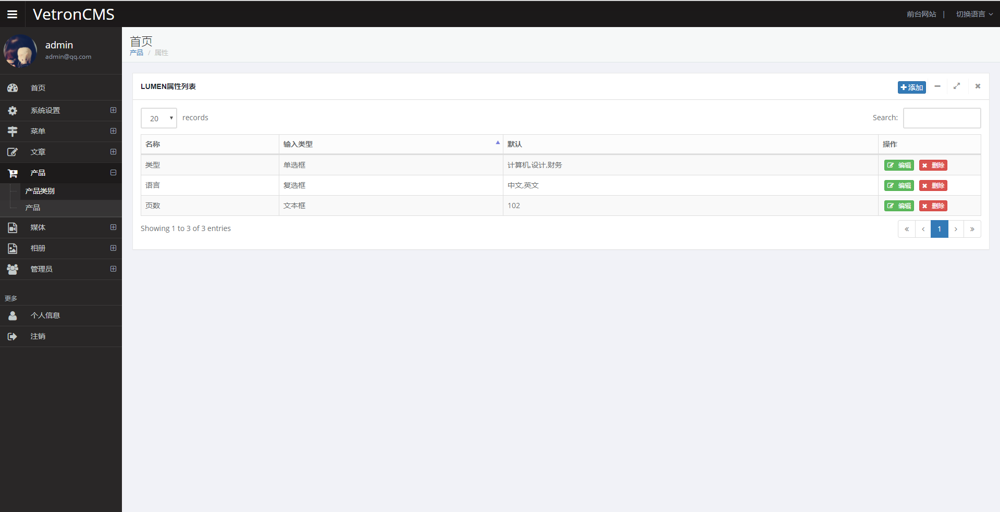 VetronCMS
前台网站 | 切换语言
admin
admin@qq.com
首页
系统设置
菜单
文章
产品
产品类别
产品
媒体
相册
管理员
更多
个人信息
注销
首页
产品 / 属性
LUMEN属性列表
添加
20 records
Search:
名称 输入类型 默认 操作
类型 单选框 计算机,设计,财务 编辑 删除
语言 复选框 中文,英文 编辑 删除
页数 文本框 102 编辑 删除
Showing 1 to 3 of 3 entries
« ‹ 1 › »